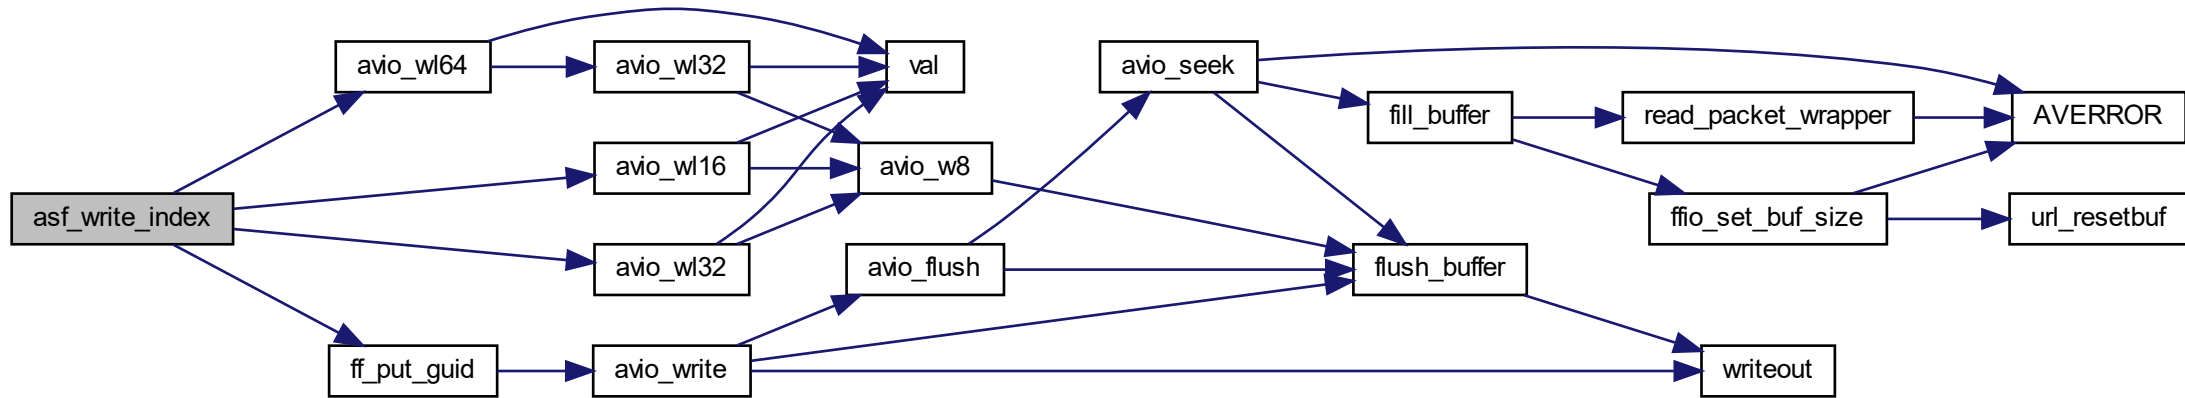 avio_wl64
avio_wl32
val
avio_seek
fill_buffer
read_packet_wrapper
AVERROR
avio_wl16
avio_w8
asf_write_index
ffio_set_buf_size
url_resetbuf
avio_wl32
avio_flush
flush_buffer
ff_put_guid
avio_write
writeout